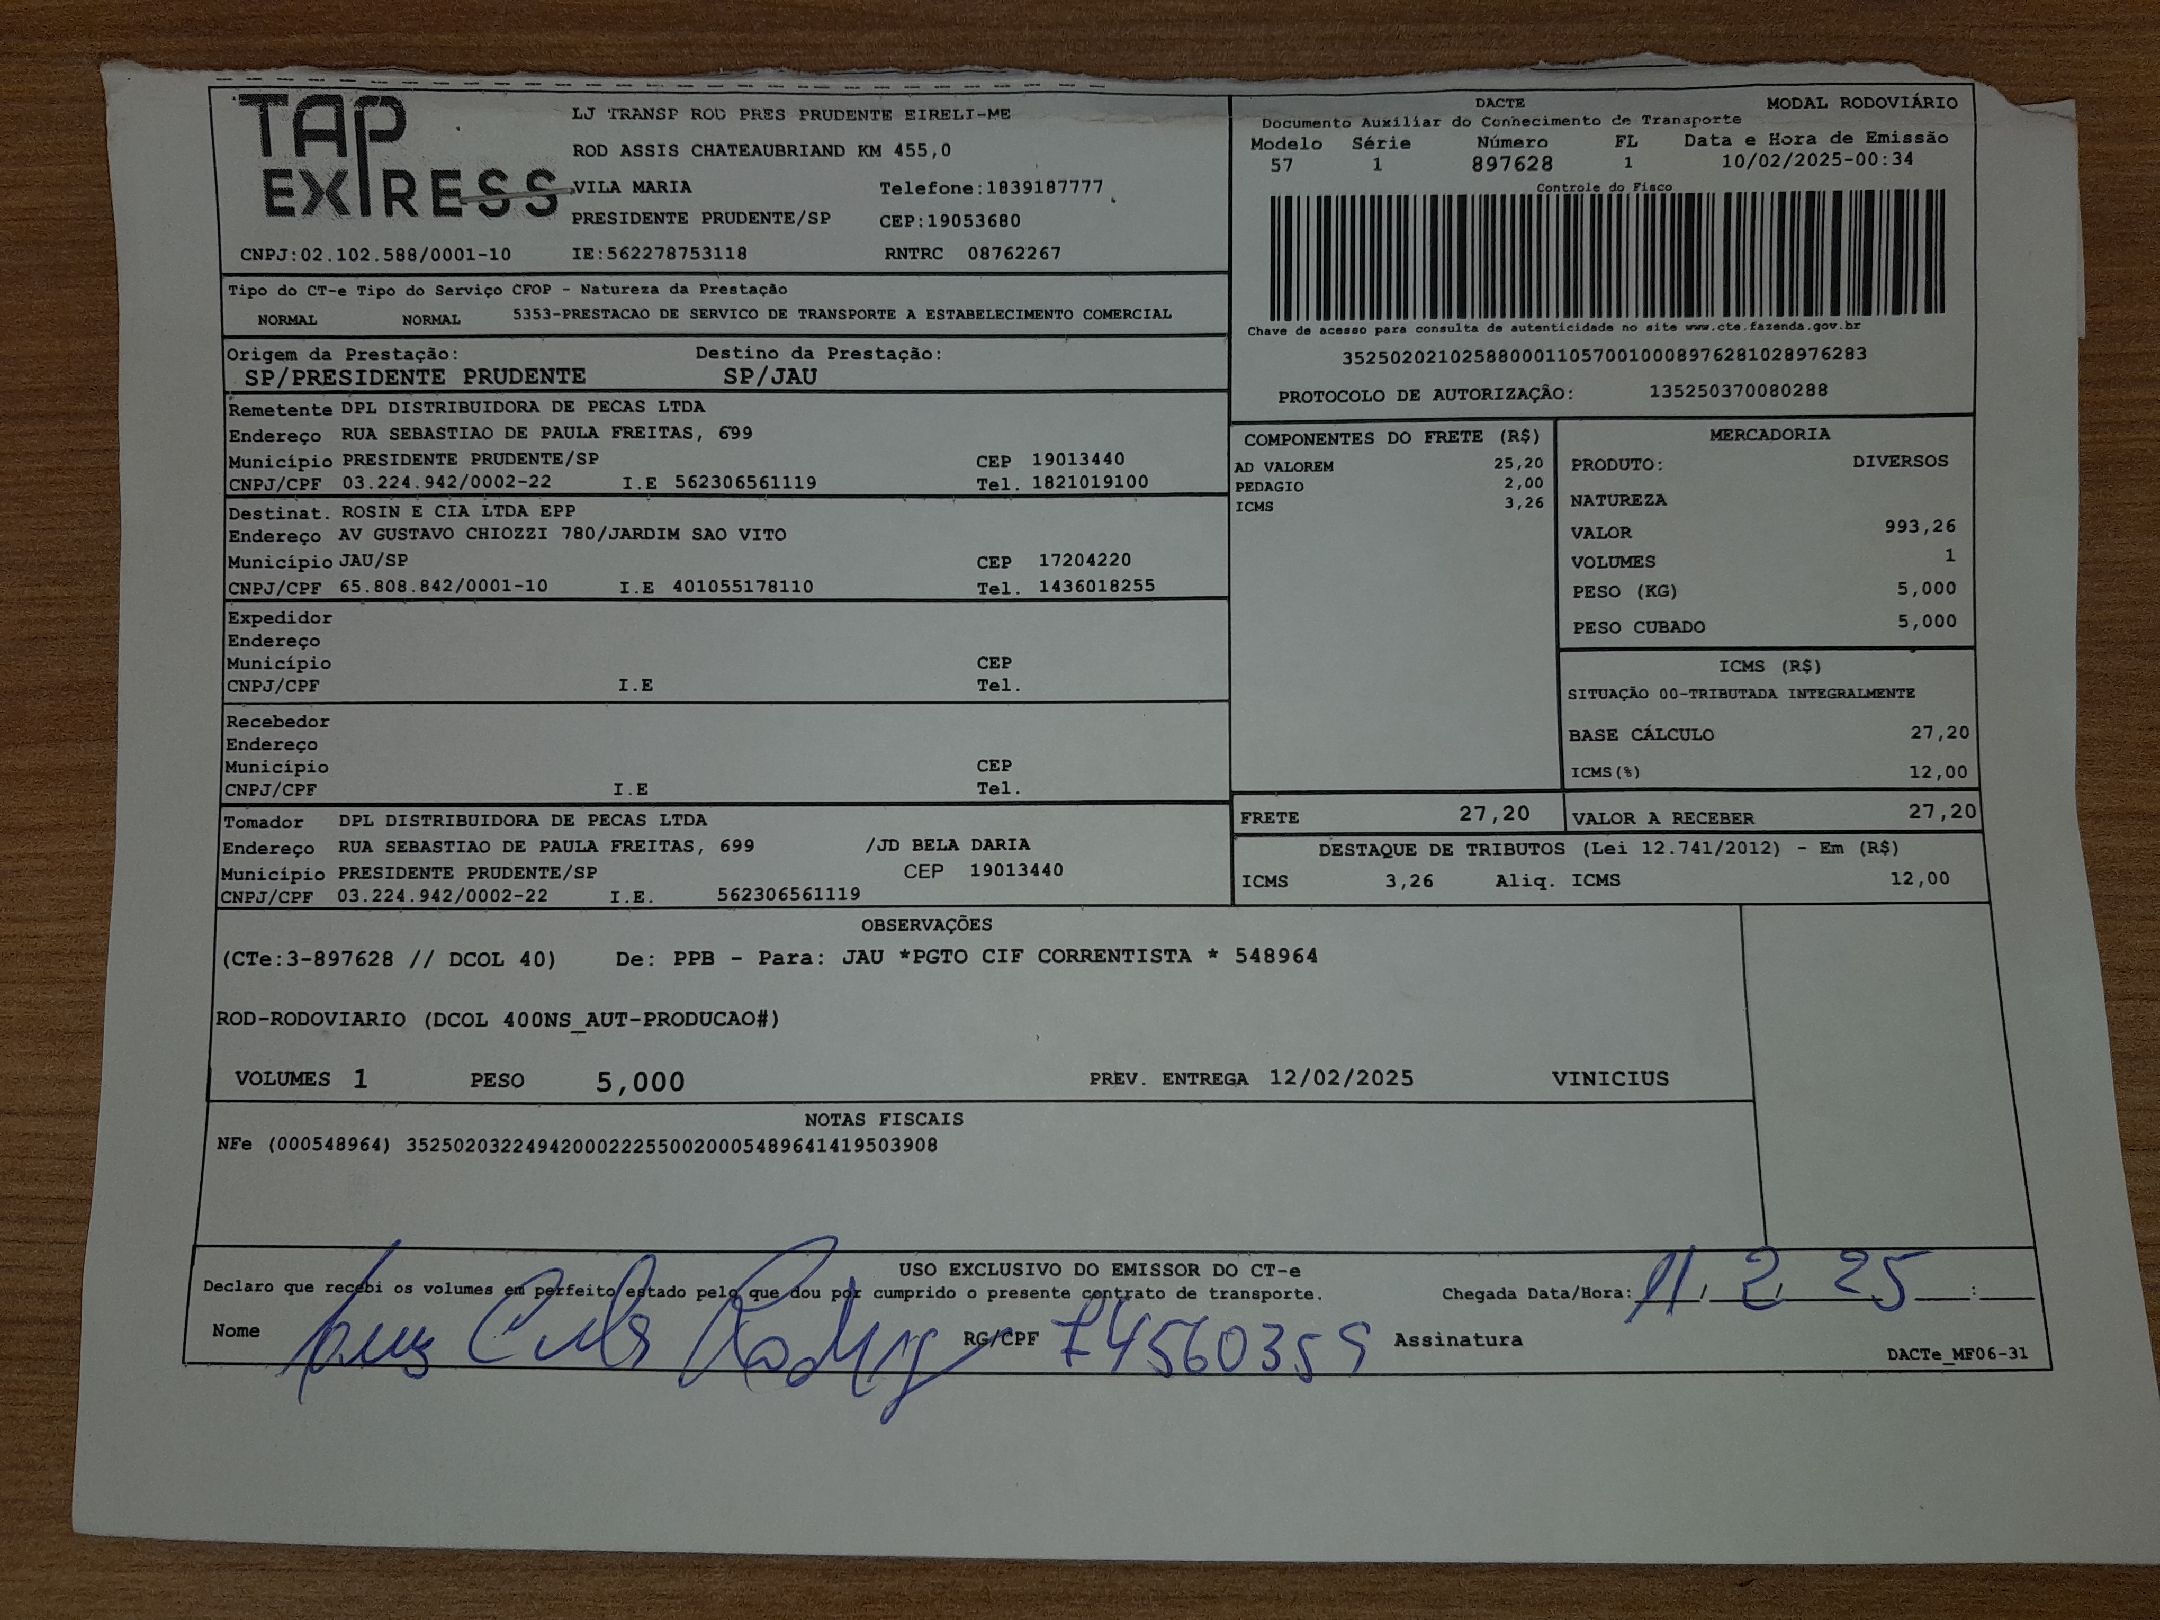 TAP EXPRESS
LJ TRANSP ROD PRES PRUDENTE EIRELI-ME
ROD ASSIS CHATEAUBRIAND KM 455,0
VILA MARIA Telefone:1839187777
PRESIDENTE PRUDENTE/SP CEP:19053680
CNPJ:02.102.588/0001-10 IE:562278753118 RNTRC 08762267
DACTE MODAL RODOVIÁRIO
Documento Auxiliar do Conhecimento de Transporte
Modelo Série Número FL Data e Hora de Emissão
57 1 897628 1 10/02/2025-00:34
Controle do Fisco
Chave de acesso para consulta de autenticidade no site www.cte.fazenda.gov.br
35250202102588000110570010008976281028976283
PROTOCOLO DE AUTORIZAÇÃO: 135250370080288
Tipo do CT-e Tipo do Serviço CFOP - Natureza da Prestação
NORMAL NORMAL 5353-PRESTACAO DE SERVICO DE TRANSPORTE A ESTABELECIMENTO COMERCIAL
Origem da Prestação: Destino da Prestação:
SP/PRESIDENTE PRUDENTE SP/JAU
Remetente DPL DISTRIBUIDORA DE PECAS LTDA
Endereço RUA SEBASTIAO DE PAULA FREITAS, 699
Município PRESIDENTE PRUDENTE/SP CEP 19013440
CNPJ/CPF 03.224.942/0002-22 I.E 562306561119 Tel. 1821019100
Destinat. ROSIN E CIA LTDA EPP
Endereço AV GUSTAVO CHIOZZI 780/JARDIM SAO VITO
Município JAU/SP CEP 17204220
CNPJ/CPF 65.808.842/0001-10 I.E 401055178110 Tel. 1436018255
Expedidor
Endereço
Município CEP
CNPJ/CPF I.E Tel.
Recebedor
Endereço
Município CEP
CNPJ/CPF I.E Tel.
Tomador DPL DISTRIBUIDORA DE PECAS LTDA
Endereço RUA SEBASTIAO DE PAULA FREITAS, 699 /JD BELA DARIA
Município PRESIDENTE PRUDENTE/SP CEP 19013440
CNPJ/CPF 03.224.942/0002-22 I.E. 562306561119
COMPONENTES DO FRETE (R$)
AD VALOREM 25,20
PEDAGIO 2,00
ICMS 3,26
MERCADORIA
PRODUTO: DIVERSOS
NATUREZA
VALOR 993,26
VOLUMES 1
PESO (KG) 5,000
PESO CUBADO 5,000
ICMS (R$)
SITUAÇÃO 00-TRIBUTADA INTEGRALMENTE
BASE CÁLCULO 27,20
ICMS(%) 12,00
FRETE 27,20 VALOR A RECEBER 27,20
DESTAQUE DE TRIBUTOS (Lei 12.741/2012) - Em (R$)
ICMS 3,26 Aliq. ICMS 12,00
OBSERVAÇÕES
(CTe:3-897628 // DCOL 40) De: PPB - Para: JAU *PGTO CIF CORRENTISTA * 548964
ROD-RODOVIARIO (DCOL 400NS_AUT-PRODUCAO#)
VOLUMES 1 PESO 5,000 PREV. ENTREGA 12/02/2025 VINICIUS
NOTAS FISCAIS
NFe (000548964) 35250203224942000222550020005489641419503908
USO EXCLUSIVO DO EMISSOR DO CT-e
Declaro que recebi os volumes em perfeito estado pelo que dou por cumprido o presente contrato de transporte. Chegada Data/Hora: 11/2/25 :
Nome RG/CPF 74560359 Assinatura
DACTe_MF06-31